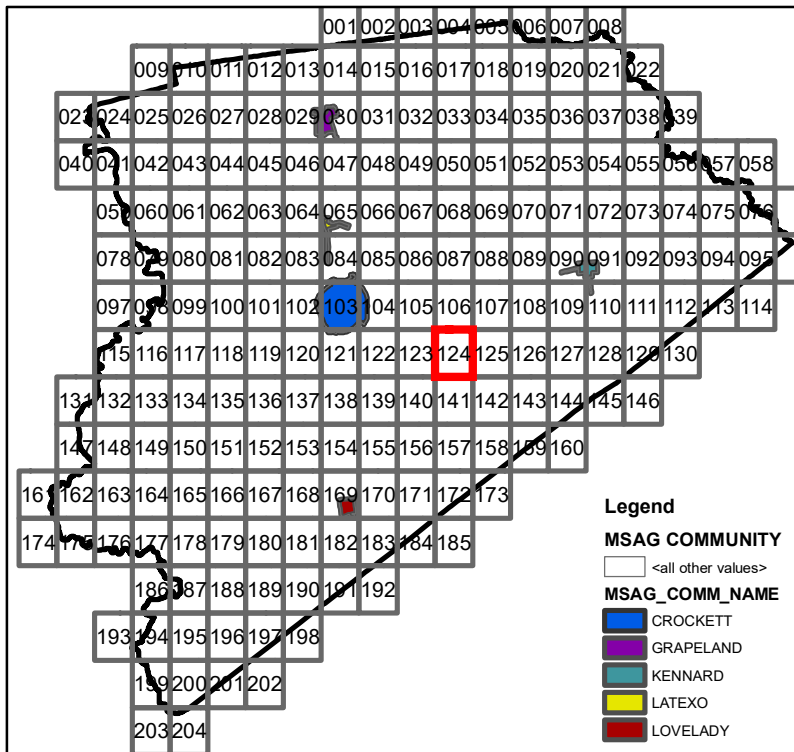 001 002 003 004 005 006 007 008
009 010 011 012 013 014 015 016 017 018 019 020 021 022
023 024 025 026 027 028 029 030 031 032 033 034 035 036 037 038 039
040 041 042 043 044 045 046 047 048 049 050 051 052 053 054 055 056 057 058
059 060 061 062 063 064 065 066 067 068 069 070 071 072 073 074 075 076
078 079 080 081 082 083 084 085 086 087 088 089 090 091 092 093 094 095
097 098 099 100 101 102 103 104 105 106 107 108 109 110 111 112 113 114
115 116 117 118 119 120 121 122 123 124 125 126 127 128 129 130
131 132 133 134 135 136 137 138 139 140 141 142 143 144 145 146
147 148 149 150 151 152 153 154 155 156 157 158 159 160
161 162 163 164 165 166 167 168 169 170 171 172 173
174 175 176 177 178 179 180 181 182 183 184 185
186 187 188 189 190 191 192
193 194 195 196 197 198
199 200 201 202
203 204
Legend
MSAG COMMUNITY
<all other values>
MSAG_COMM_NAME
CROCKETT
GRAPELAND
KENNARD
LATEXO
LOVELADY